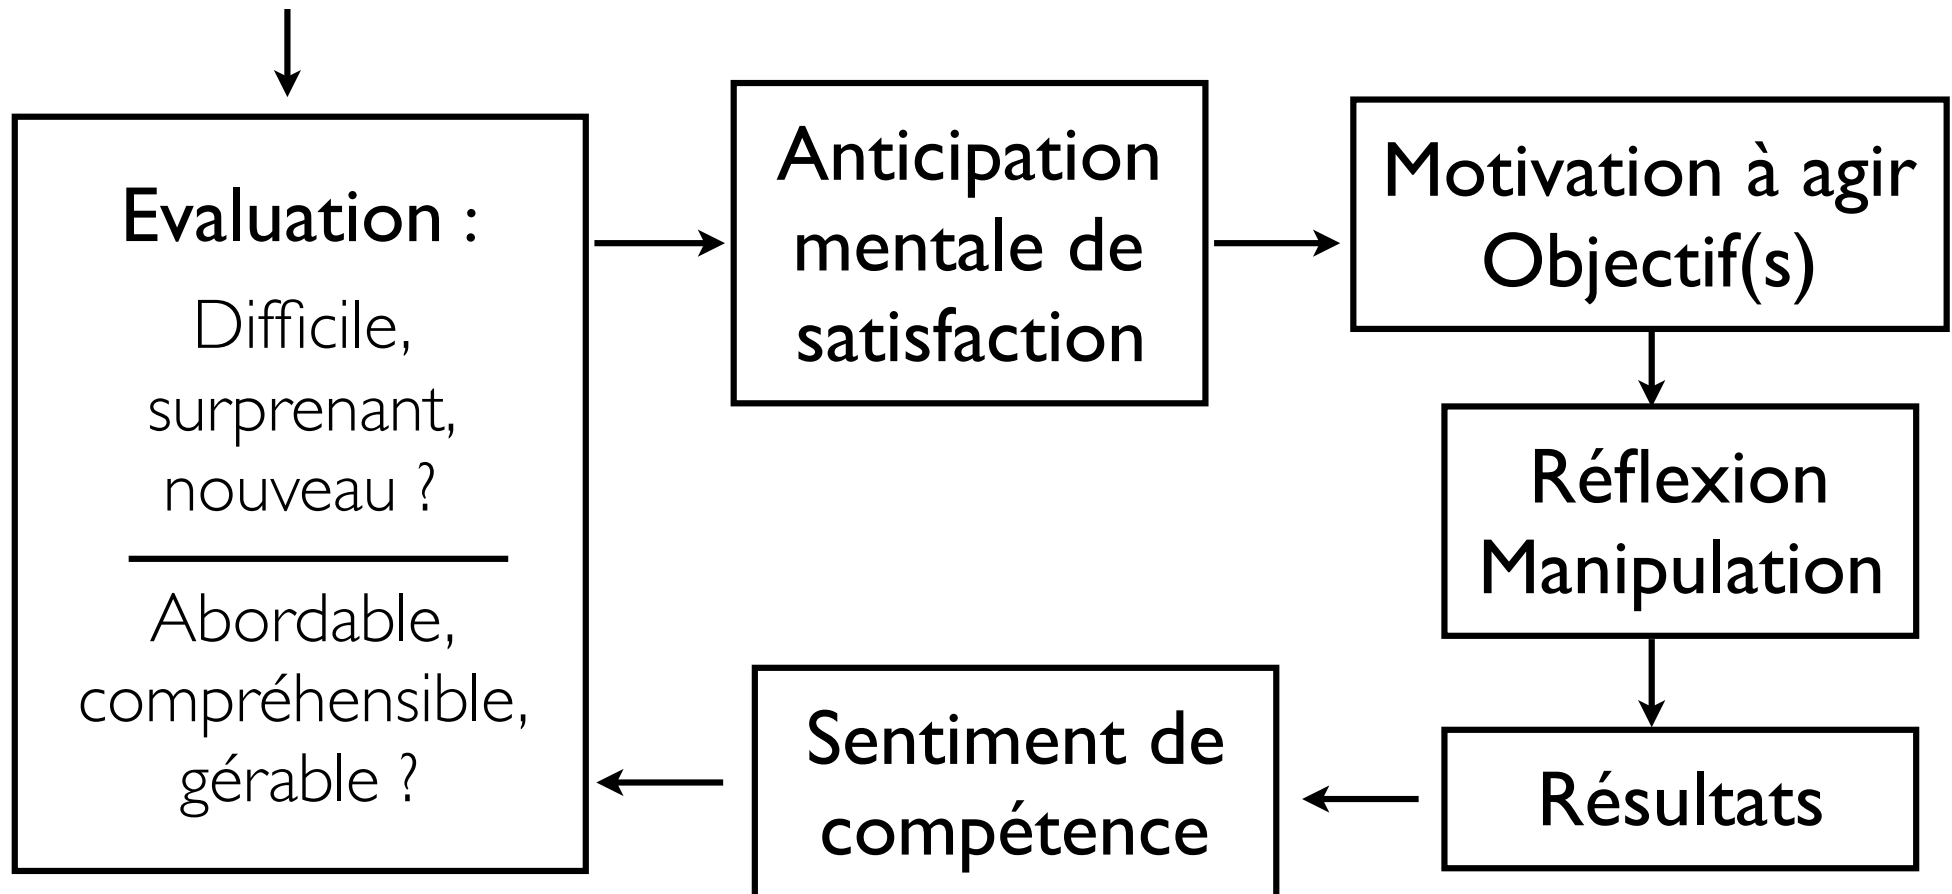 Evaluation :
Difficile,
surprenant,
nouveau ?
Abordable,
compréhensible,
gérable ?
Anticipation
mentale de
satisfaction
Motivation à agir
Objectif(s)
Réflexion
Manipulation
Résultats
Sentiment de
compétence